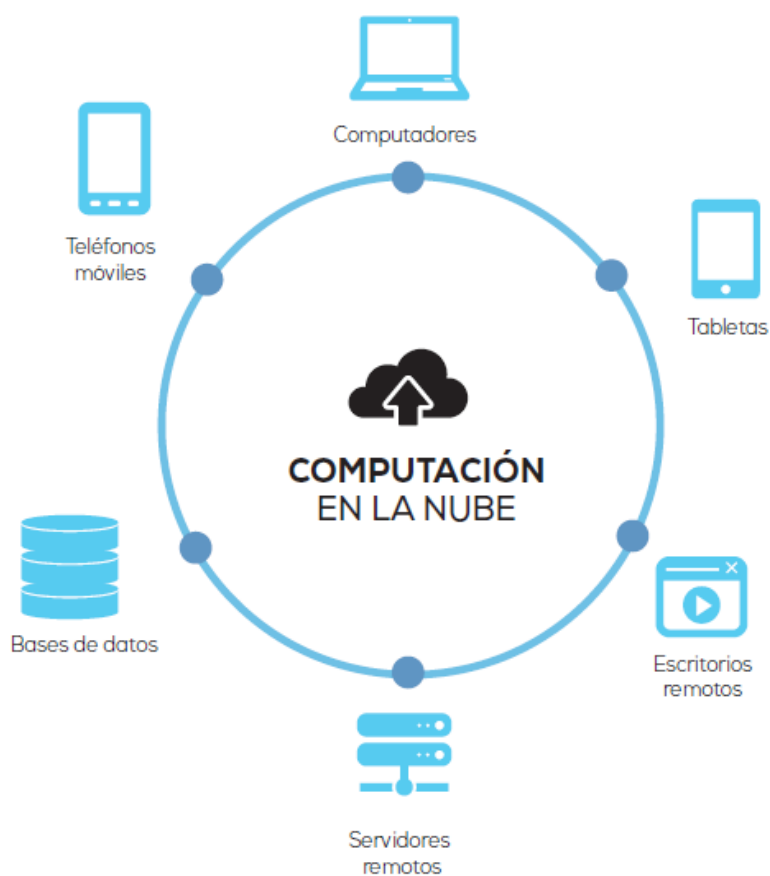 Computadores
Teléfonos
móviles
Tabletas
COMPUTACIÓN
EN LA NUBE
Bases de datos
Escritorios
remotos
Servidores
remotos